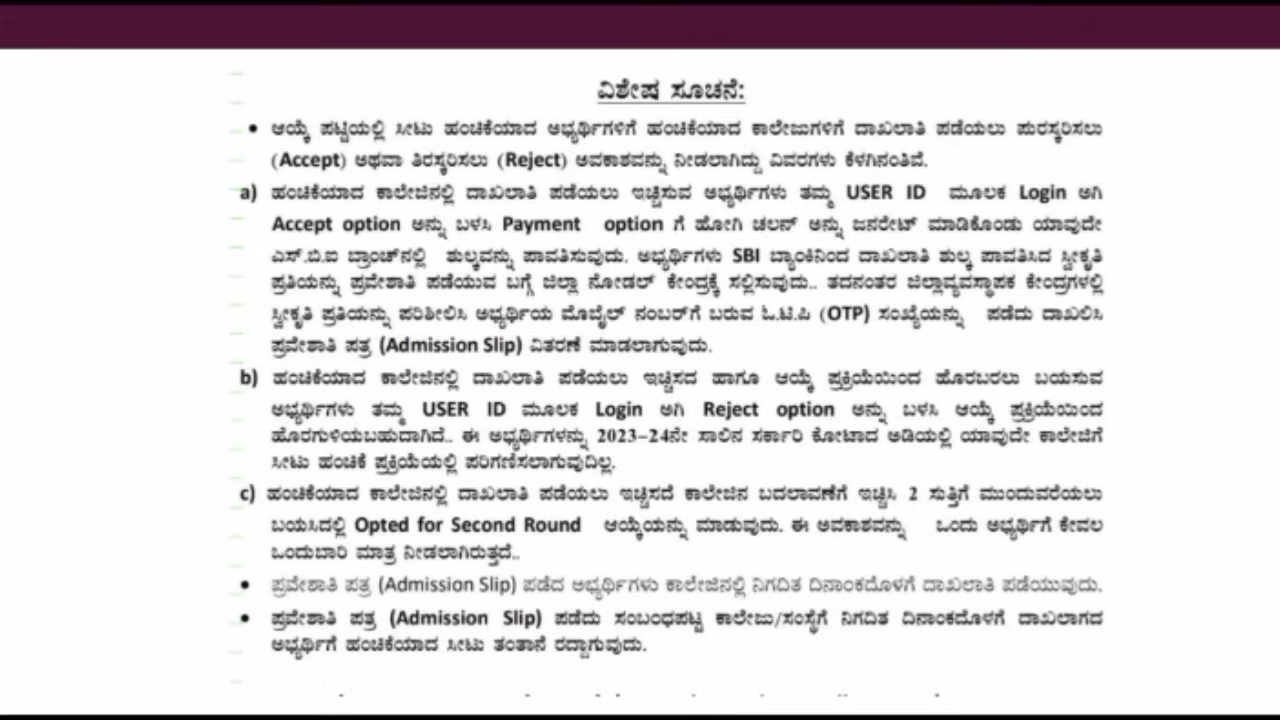 ವಿಶೇಷ ಸೂಚನೆ:
• ಆಯ್ಕೆ ಪಟ್ಟಿಯಲ್ಲಿ ಸೀಟು ಹಂಚಿಕೆಯಾದ ಅಭ್ಯರ್ಥಿಗಳಿಗೆ ಹಂಚಿಕೆಯಾದ ಕಾಲೇಜುಗಳಿಗೆ ದಾಖಲಾತಿ ಪಡೆಯಲು ಪುರಸ್ಕರಿಸಲು
(Accept) ಅಥವಾ ತಿರಸ್ಕರಿಸಲು (Reject) ಅವಕಾಶವನ್ನು ನೀಡಲಾಗಿದ್ದು ವಿವರಗಳು ಕೆಳಗಿನಂತಿವೆ.
a) ಹಂಚಿಕೆಯಾದ ಕಾಲೇಜಿನಲ್ಲಿ ದಾಖಲಾತಿ ಪಡೆಯಲು ಇಚ್ಚಿಸುವ ಅಭ್ಯರ್ಥಿಗಳು ತಮ್ಮ USER ID ಮೂಲಕ Login ಆಗಿ
Accept option ಅನ್ನು ಬಳಸಿ Payment option ಗೆ ಹೋಗಿ ಚಲನ್ ಅನ್ನು ಜನರೇಟ್ ಮಾಡಿಕೊಂಡು ಯಾವುದೇ
ಎಸ್.ಬಿ.ಐ ಬ್ರಾಂಚ್‌ನಲ್ಲಿ ಶುಲ್ಕವನ್ನು ಪಾವತಿಸುವುದು. ಅಭ್ಯರ್ಥಿಗಳು SBI ಬ್ಯಾಂಕಿನಿಂದ ದಾಖಲಾತಿ ಶುಲ್ಕ ಪಾವತಿಸಿದ ಸ್ವೀಕೃತಿ
ಪ್ರತಿಯನ್ನು ಪ್ರವೇಶಾತಿ ಪಡೆಯುವ ಬಗ್ಗೆ ಜಿಲ್ಲಾ ನೋಡಲ್ ಕೇಂದ್ರಕ್ಕೆ ಸಲ್ಲಿಸುವುದು.. ತದನಂತರ ಜಿಲ್ಲಾವ್ಯವಸ್ಥಾಪಕ ಕೇಂದ್ರಗಳಲ್ಲಿ
ಸ್ವೀಕೃತಿ ಪ್ರತಿಯನ್ನು ಪರಿಶೀಲಿಸಿ ಅಭ್ಯರ್ಥಿಯ ಮೊಬೈಲ್ ನಂಬರ್‌ಗೆ ಬರುವ ಓ.ಟಿ.ಪಿ (OTP) ಸಂಖ್ಯೆಯನ್ನು ಪಡೆದು ದಾಖಲಿಸಿ
ಪ್ರವೇಶಾತಿ ಪತ್ರ (Admission Slip) ವಿತರಣೆ ಮಾಡಲಾಗುವುದು.
b) ಹಂಚಿಕೆಯಾದ ಕಾಲೇಜಿನಲ್ಲಿ ದಾಖಲಾತಿ ಪಡೆಯಲು ಇಚ್ಚಿಸದ ಹಾಗೂ ಆಯ್ಕೆ ಪ್ರಕ್ರಿಯೆಯಿಂದ ಹೊರಬರಲು ಬಯಸುವ
ಅಭ್ಯರ್ಥಿಗಳು ತಮ್ಮ USER ID ಮೂಲಕ Login ಆಗಿ Reject option ಅನ್ನು ಬಳಸಿ ಆಯ್ಕೆ ಪ್ರಕ್ರಿಯೆಯಿಂದ
ಹೊರಗುಳಿಯಬಹುದಾಗಿದೆ.. ಈ ಅಭ್ಯರ್ಥಿಗಳನ್ನು 2023-24ನೇ ಸಾಲಿನ ಸರ್ಕಾರಿ ಕೋಟಾದ ಅಡಿಯಲ್ಲಿ ಯಾವುದೇ ಕಾಲೇಜಿಗೆ
ಸೀಟು ಹಂಚಿಕೆ ಪ್ರಕ್ರಿಯೆಯಲ್ಲಿ ಪರಿಗಣಿಸಲಾಗುವುದಿಲ್ಲ.
c) ಹಂಚಿಕೆಯಾದ ಕಾಲೇಜಿನಲ್ಲಿ ದಾಖಲಾತಿ ಪಡೆಯಲು ಇಚ್ಚಿಸದೆ ಕಾಲೇಜಿನ ಬದಲಾವಣೆಗೆ ಇಚ್ಚಿಸಿ 2 ಸುತ್ತಿಗೆ ಮುಂದುವರೆಯಲು
ಬಯಸಿದಲ್ಲಿ Opted for Second Round ಆಯ್ಕೆಯನ್ನು ಮಾಡುವುದು. ಈ ಅವಕಾಶವನ್ನು ಒಂದು ಅಭ್ಯರ್ಥಿಗೆ ಕೇವಲ
ಒಂದುಬಾರಿ ಮಾತ್ರ ನೀಡಲಾಗಿರುತ್ತದೆ..
• ಪ್ರವೇಶಾತಿ ಪತ್ರ (Admission Slip) ಪಡೆದ ಅಭ್ಯರ್ಥಿಗಳು ಕಾಲೇಜಿನಲ್ಲಿ ನಿಗದಿತ ದಿನಾಂಕದೊಳಗೆ ದಾಖಲಾತಿ ಪಡೆಯುವುದು.
• ಪ್ರವೇಶಾತಿ ಪತ್ರ (Admission Slip) ಪಡೆದು ಸಂಬಂಧಪಟ್ಟ ಕಾಲೇಜು/ಸಂಸ್ಥೆಗೆ ನಿಗದಿತ ದಿನಾಂಕದೊಳಗೆ ದಾಖಲಾಗದ
ಅಭ್ಯರ್ಥಿಗೆ ಹಂಚಿಕೆಯಾದ ಸೀಟು ತಂತಾನೆ ರದ್ದಾಗುವುದು.